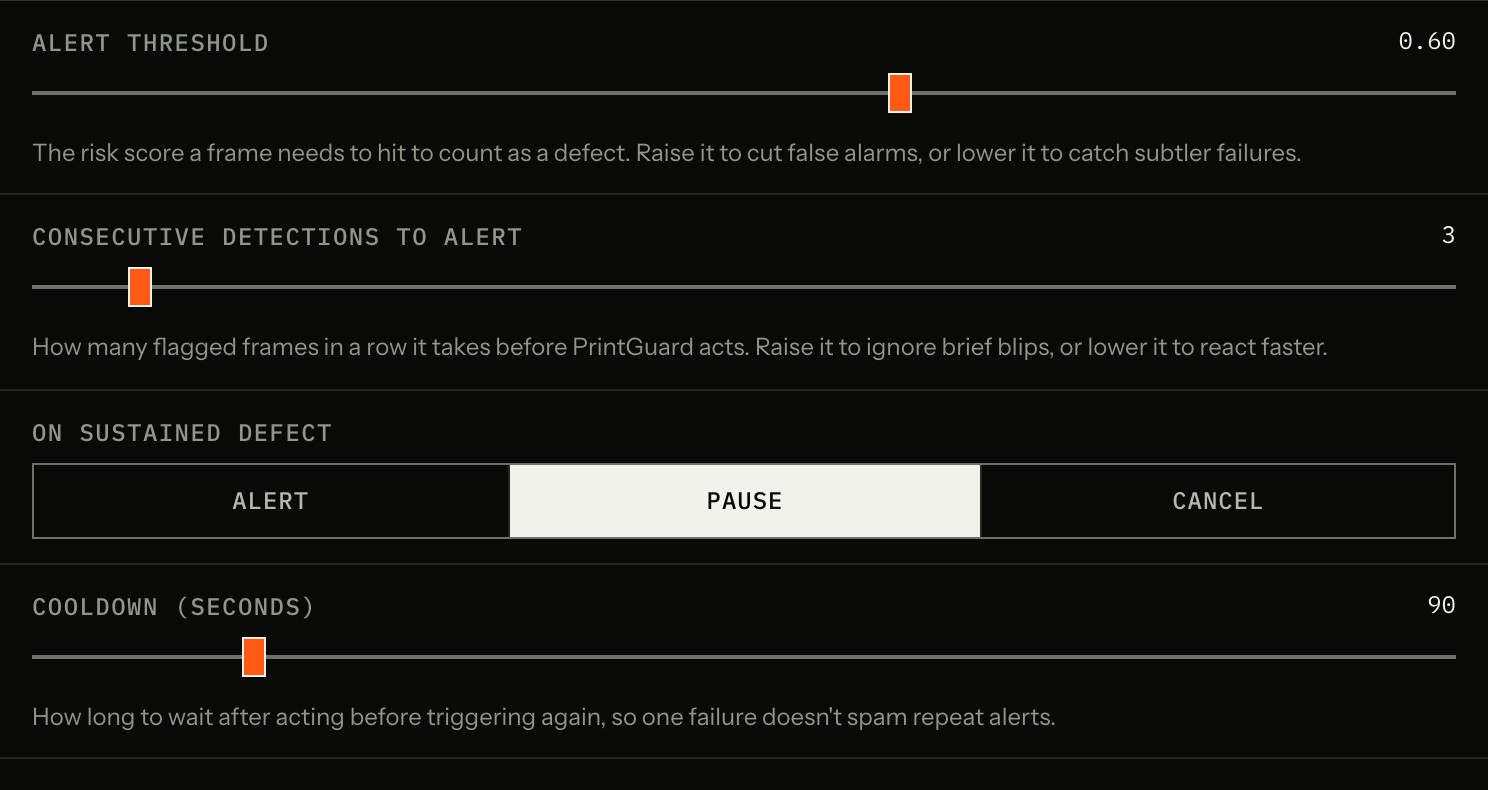 ALERT THRESHOLD
0.60
The risk score a frame needs to hit to count as a defect. Raise it to cut false alarms, or lower it to catch subtler failures.
CONSECUTIVE DETECTIONS TO ALERT
3
How many flagged frames in a row it takes before PrintGuard acts. Raise it to ignore brief blips, or lower it to react faster.
ON SUSTAINED DEFECT
ALERT
PAUSE
CANCEL
COOLDOWN (SECONDS)
90
How long to wait after acting before triggering again, so one failure doesn't spam repeat alerts.